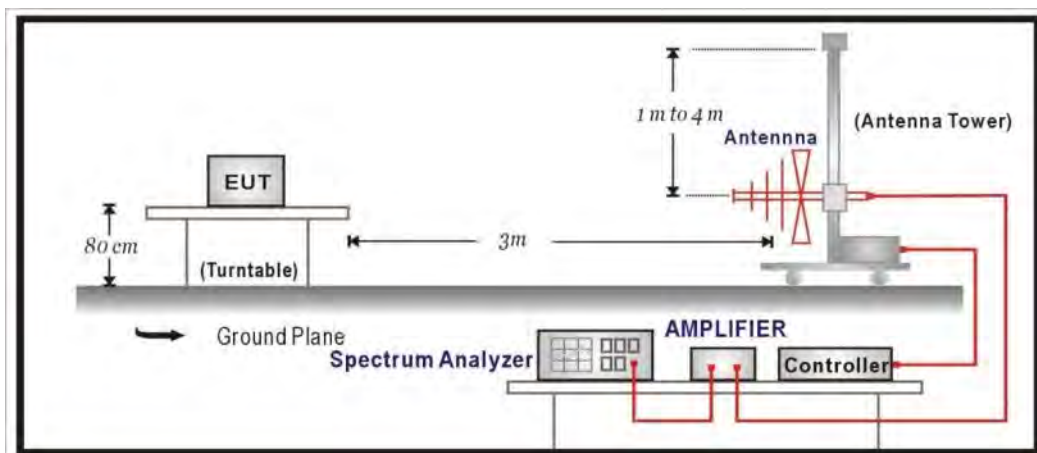 1 m to 4 m
(Antenna Tower)
Antennna
EUT
80 cm
3m
(Turntable)
Ground Plane
AMPLIFIER
Spectrum Analyzer
Controller